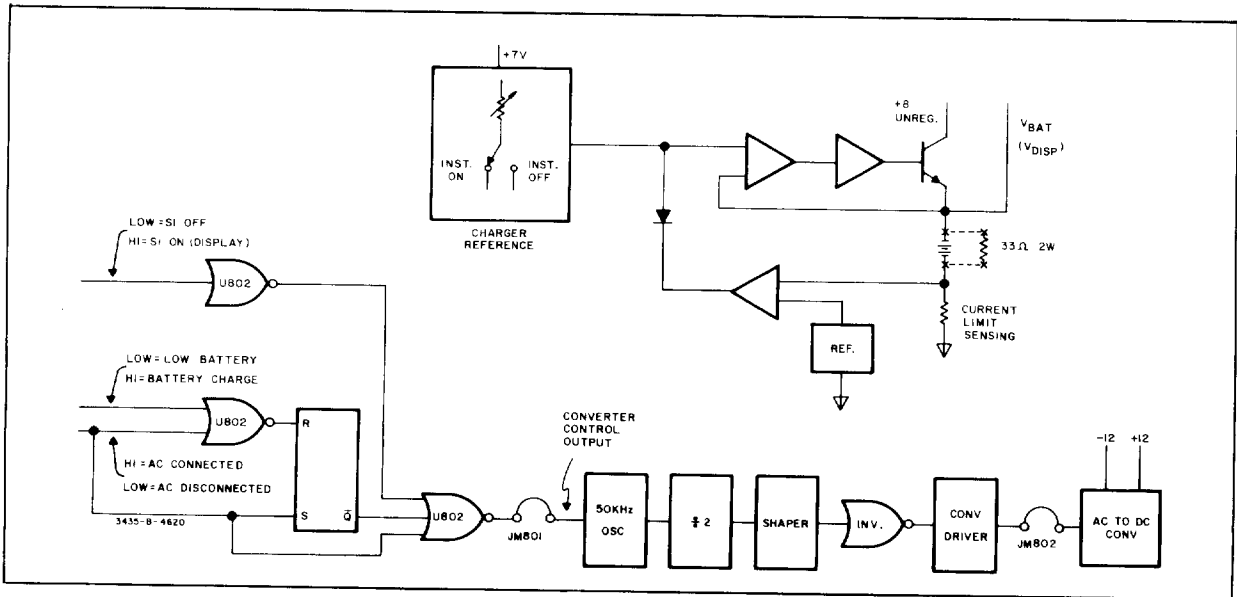 +7V
INST. ON
INST. OFF
CHARGER REFERENCE
+8 UNREG.
VBAT
(VDISP)
33Ω 2W
CURRENT LIMIT SENSING
REF.
LOW=S1 OFF
HI=S1 ON (DISPLAY)
U802
LOW=LOW BATTERY
HI=BATTERY CHARGE
U802
R
HI=AC CONNECTED
LOW=AC DISCONNECTED
3435-B-4620
S
Q̅
U802
JM801
CONVERTER CONTROL OUTPUT
50KHz OSC
÷2
SHAPER
INV.
CONV DRIVER
JM802
-12
+12
AC TO DC CONV